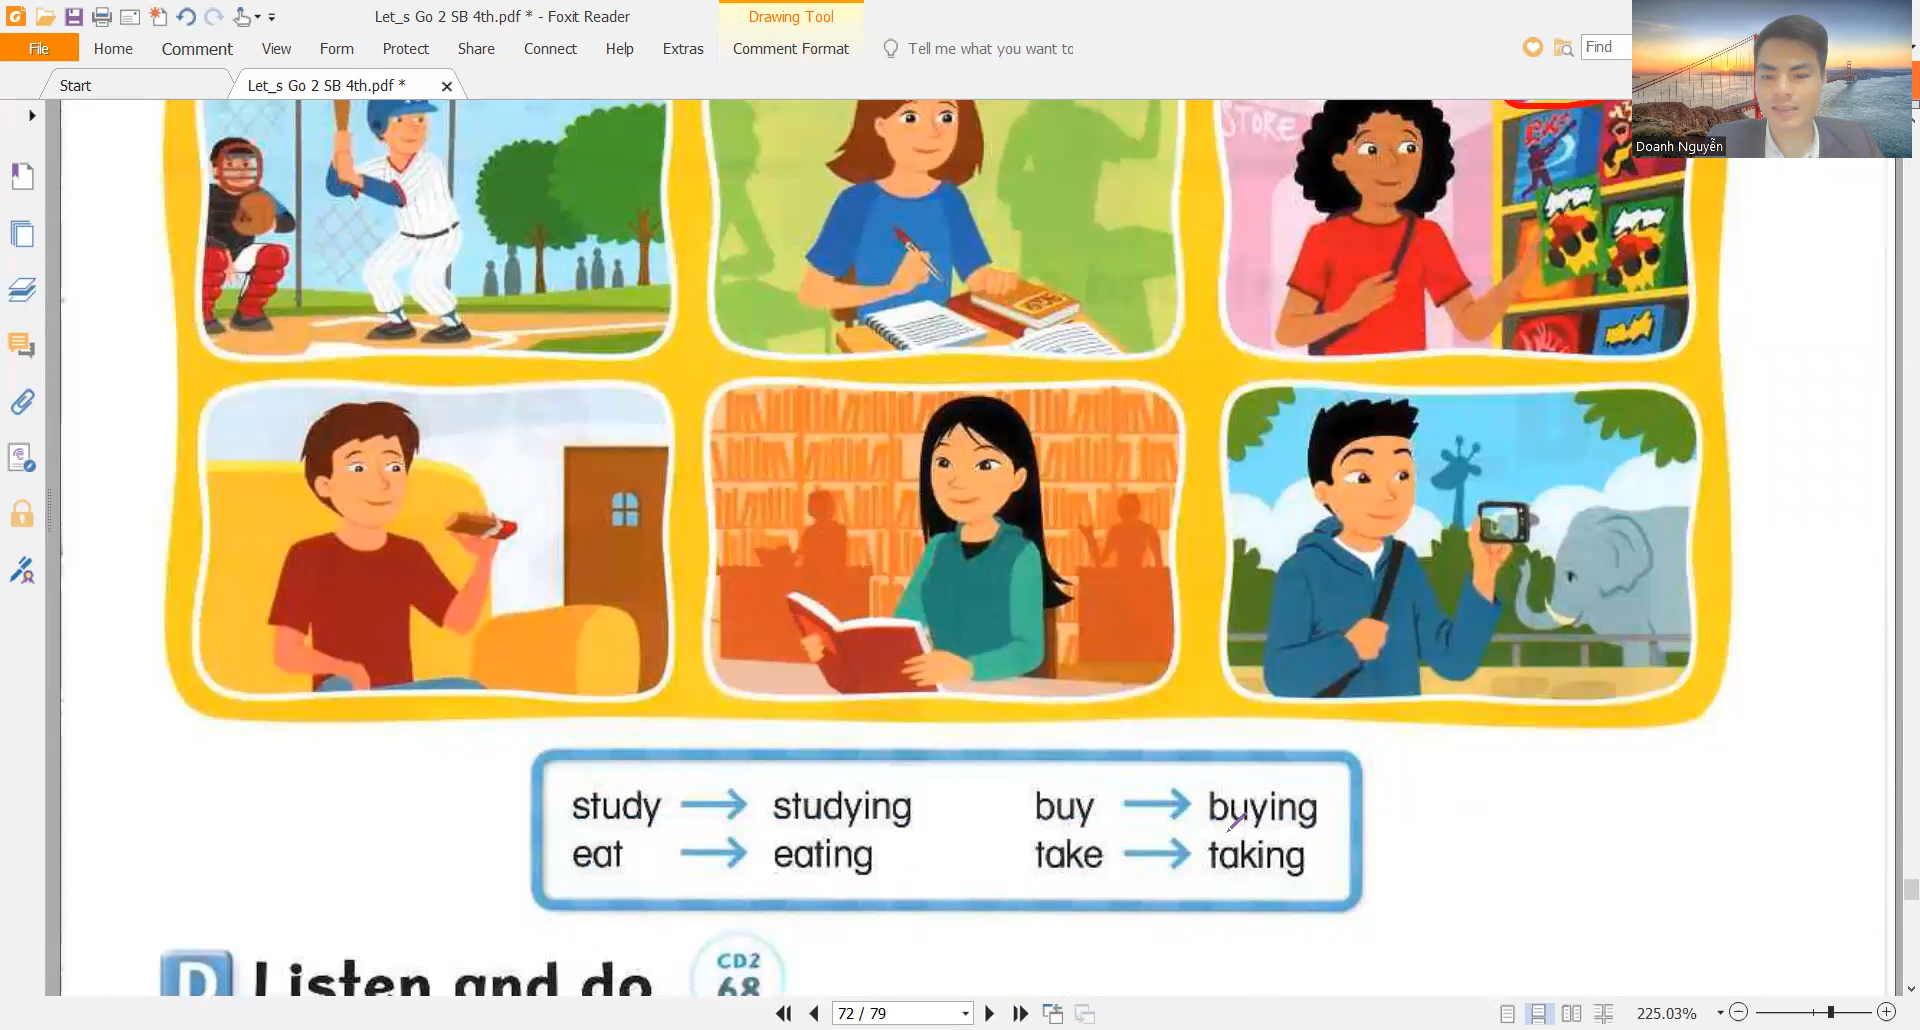 Let_s Go 2 SB 4th.pdf * - Foxit Reader
Drawing Tool
File Home Comment View Form Protect Share Connect Help Extras Comment Format Tell me what you want to Find
Start Let_s Go 2 SB 4th.pdf *
Doanh Nguyễn
STORE
study → studying buy → buying
eat → eating take → taking
D Listen and do.
CD2
68
72 / 79
225.03%